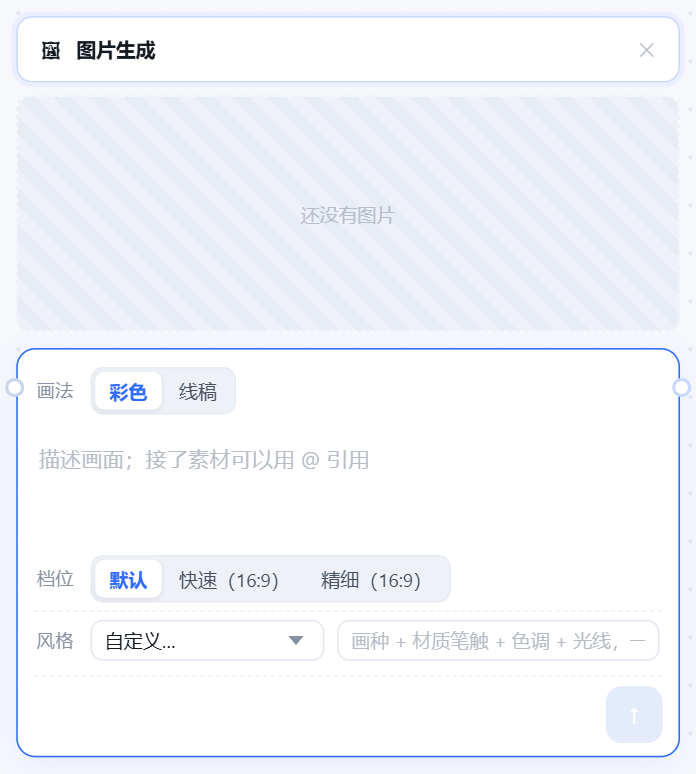 图片生成
还没有图片
画法 彩色 线稿
描述画面；接了素材可以用 @ 引用
档位 默认 快速（16:9） 精细（16:9）
风格 自定义... 画种 + 材质笔触 + 色调 + 光线，一
↑